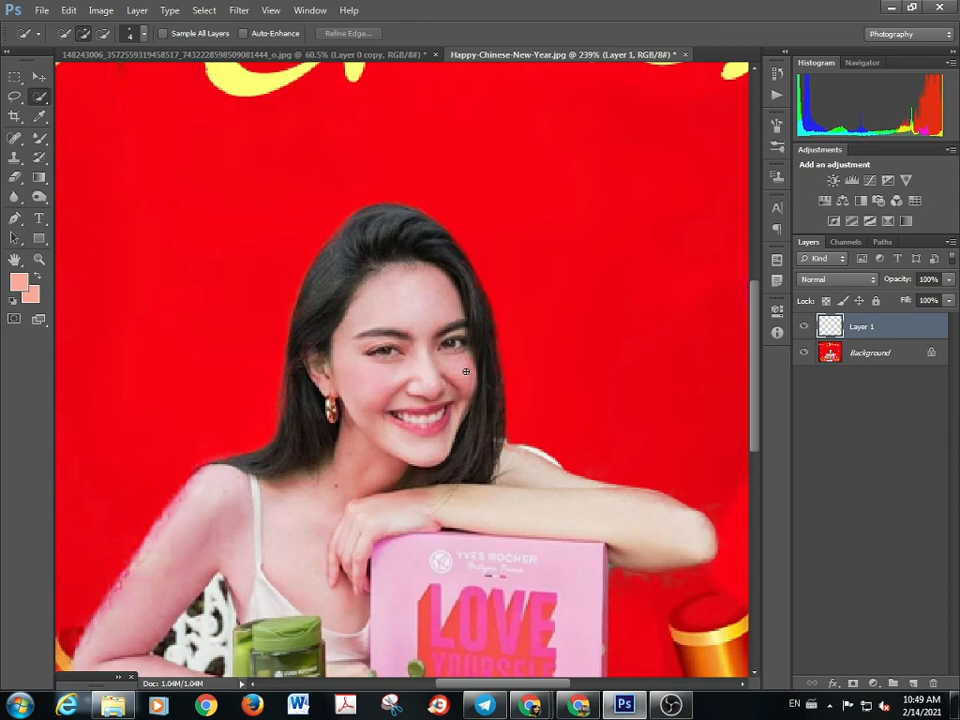 Ps File Edit Image Layer Type Select Filter View Window Help
4 Sample All Layers Auto-Enhance Refine Edge... Photography
148243006_3572559319458517_7432228598509081444_o.jpg @ 60.5% (Layer 0 copy, RGB/8#) *
Happy-Chinese-New-Year.jpg @ 239% (Layer 1, RGB/8#) *
Histogram Navigator
Adjustments
Add an adjustment
Layers Channels Paths
Kind
Normal Opacity: 100%
Lock: Fill: 100%
Layer 1
Background
YVES ROCHER
LOVE
YOURSELF
Doc: 1.04M/1.04M
EN 10:49 AM
2/14/2021